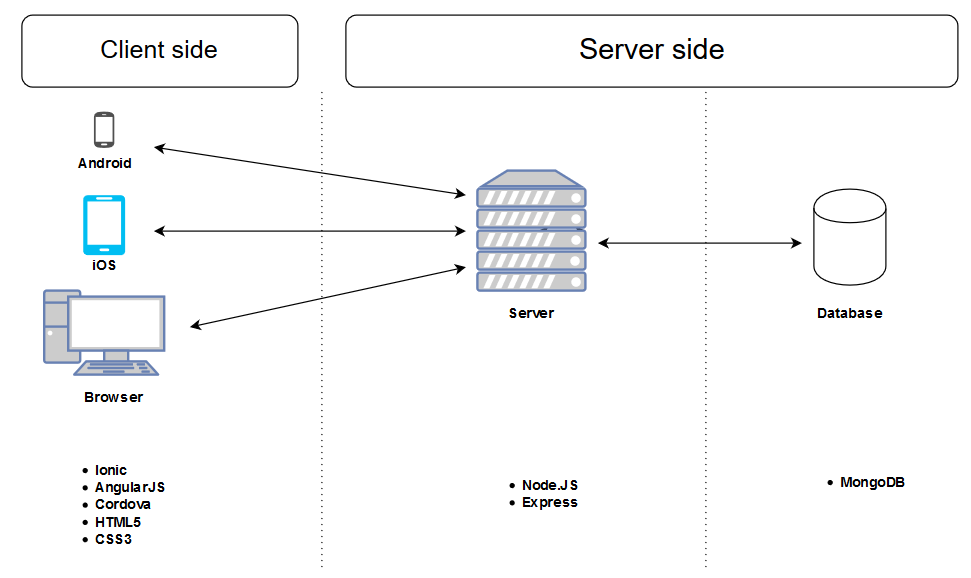 Client side
Server side
Android
iOS
Browser
Server
Database
• Ionic
• AngularJS
• Cordova
• HTML5
• CSS3
• Node.JS
• Express
• MongoDB